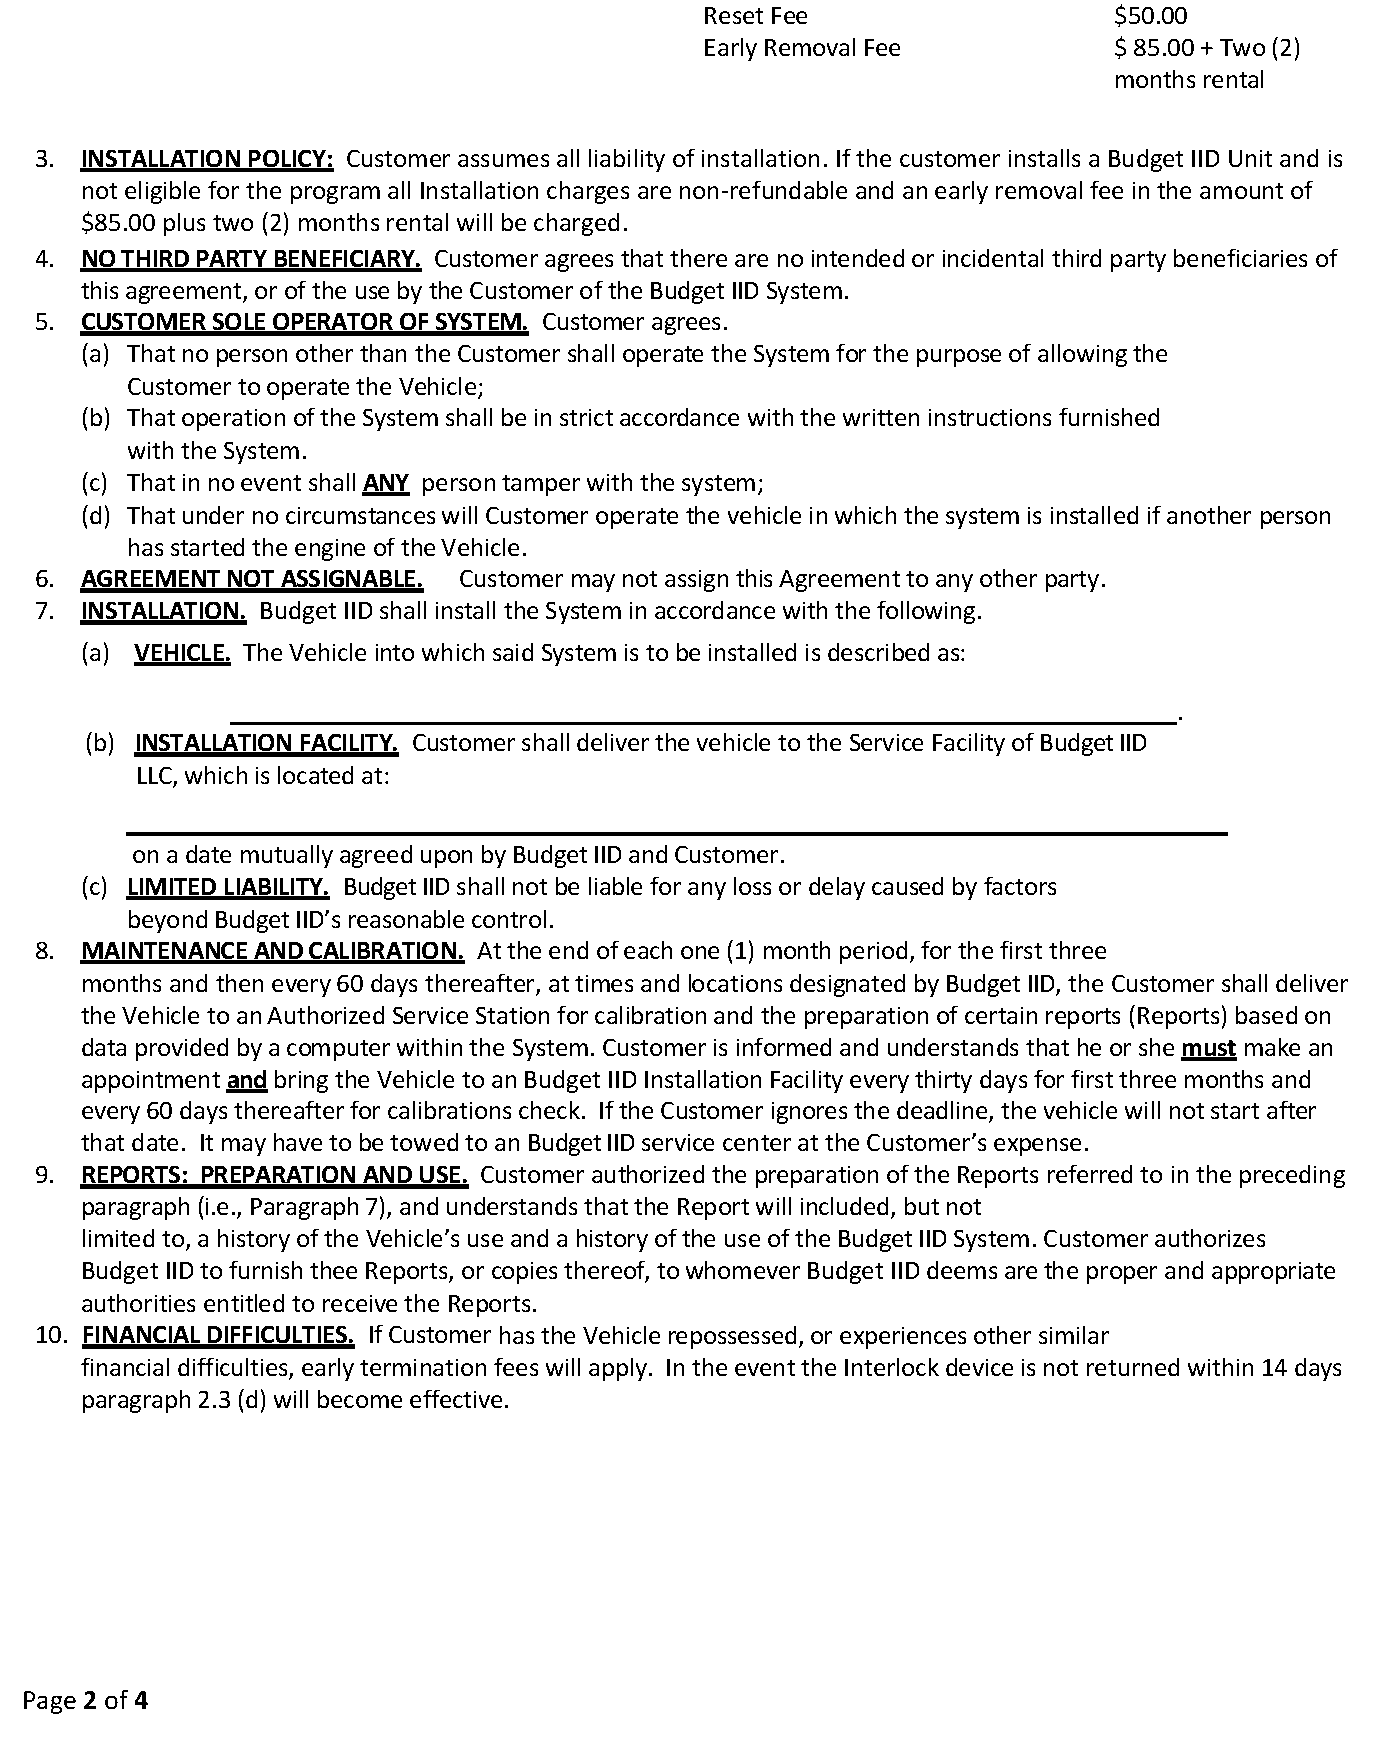 Reset Fee $50.00
Early Removal Fee $ 85.00 + Two (2)
months rental
3. INSTALLATION POLICY: Customer assumes all liability of installation. If the customer installs a Budget IID Unit and is
not eligible for the program all Installation charges are non-refundable and an early removal fee in the amount of
$85.00 plus two (2) months rental will be charged.
4. NO THIRD PARTY BENEFICIARY. Customer agrees that there are no intended or incidental third party beneficiaries of
this agreement, or of the use by the Customer of the Budget IID System.
5. CUSTOMER SOLE OPERATOR OF SYSTEM. Customer agrees.
(a) That no person other than the Customer shall operate the System for the purpose of allowing the
Customer to operate the Vehicle;
(b) That operation of the System shall be in strict accordance with the written instructions furnished
with the System.
(c) That in no event shall ANY person tamper with the system;
(d) That under no circumstances will Customer operate the vehicle in which the system is installed if another person
has started the engine of the Vehicle.
6. AGREEMENT NOT ASSIGNABLE. Customer may not assign this Agreement to any other party.
7. INSTALLATION. Budget IID shall install the System in accordance with the following.
(a) VEHICLE. The Vehicle into which said System is to be installed is described as:
.
(b) INSTALLATION FACILITY. Customer shall deliver the vehicle to the Service Facility of Budget IID
LLC, which is located at:
on a date mutually agreed upon by Budget IID and Customer.
(c) LIMITED LIABILITY. Budget IID shall not be liable for any loss or delay caused by factors
beyond Budget IID’s reasonable control.
8. MAINTENANCE AND CALIBRATION. At the end of each one (1) month period, for the first three
months and then every 60 days thereafter, at times and locations designated by Budget IID, the Customer shall deliver
the Vehicle to an Authorized Service Station for calibration and the preparation of certain reports (Reports) based on
data provided by a computer within the System. Customer is informed and understands that he or she must make an
appointment and bring the Vehicle to an Budget IID Installation Facility every thirty days for first three months and
every 60 days thereafter for calibrations check. If the Customer ignores the deadline, the vehicle will not start after
that date. It may have to be towed to an Budget IID service center at the Customer’s expense.
9. REPORTS: PREPARATION AND USE. Customer authorized the preparation of the Reports referred to in the preceding
paragraph (i.e., Paragraph 7), and understands that the Report will included, but not
limited to, a history of the Vehicle’s use and a history of the use of the Budget IID System. Customer authorizes
Budget IID to furnish thee Reports, or copies thereof, to whomever Budget IID deems are the proper and appropriate
authorities entitled to receive the Reports.
10. FINANCIAL DIFFICULTIES. If Customer has the Vehicle repossessed, or experiences other similar
financial difficulties, early termination fees will apply. In the event the Interlock device is not returned within 14 days
paragraph 2.3 (d) will become effective.
Page 2 of 4